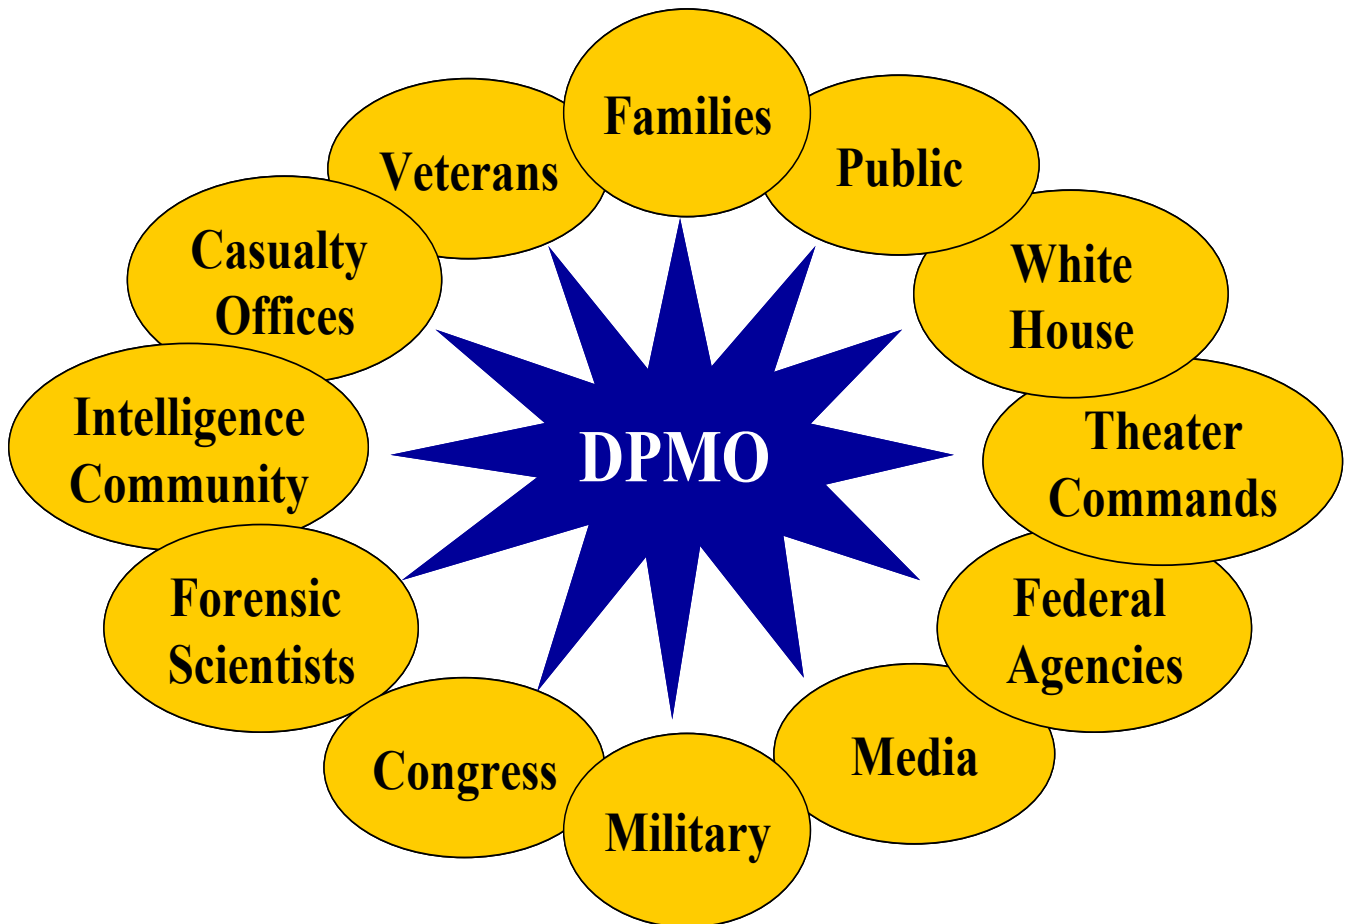 Families
Public
White
House
Theater
Commands
Federal
Agencies
Media
Military
Congress
Forensic
Scientists
Intelligence
Community
Casualty
Offices
Veterans
DPMO